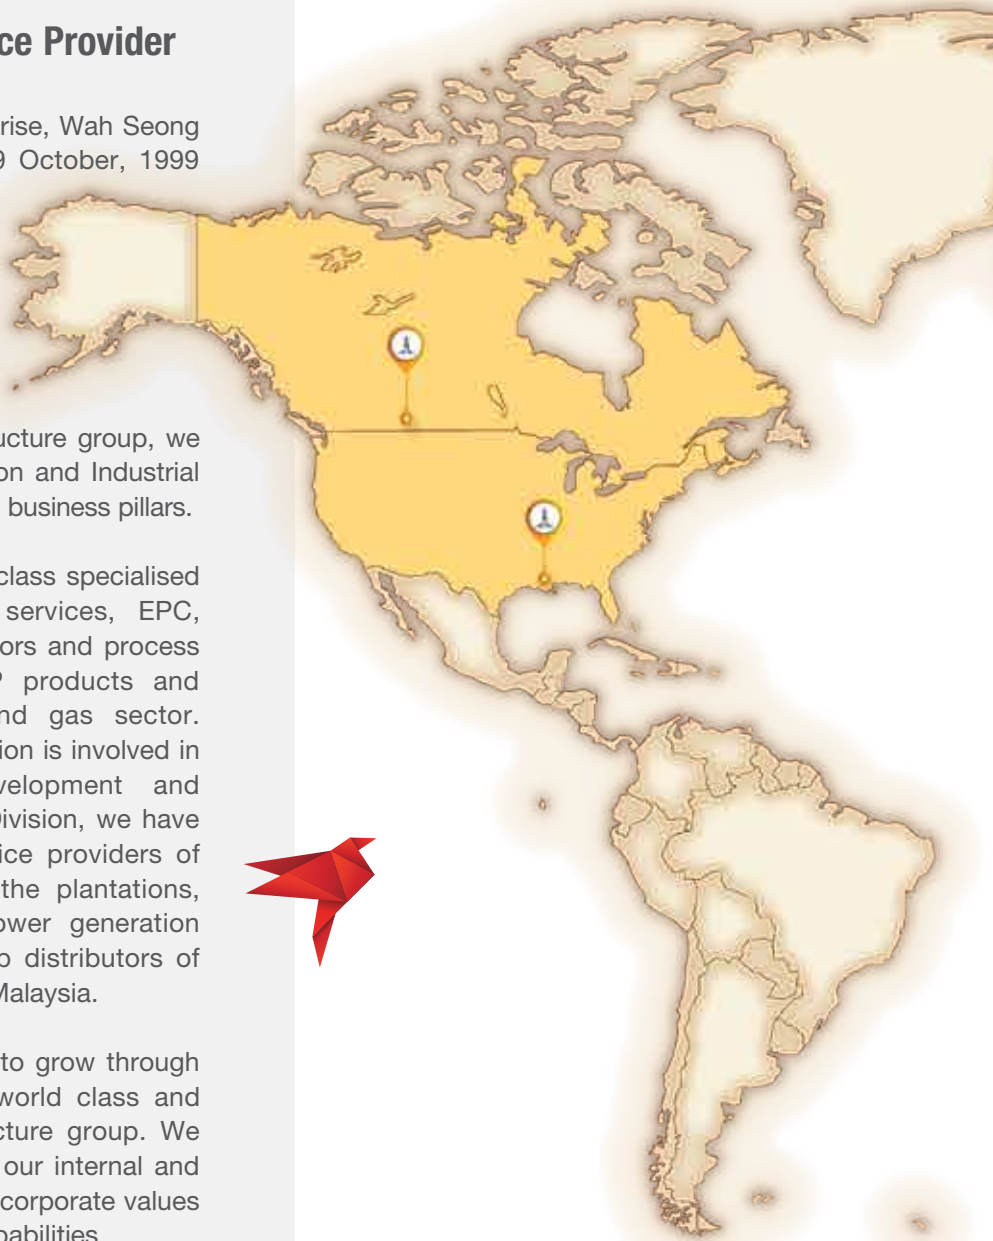 ce Provider
rise, Wah Seong
9 October, 1999
ucture group, we
on and Industrial
business pillars.
class specialised
services, EPC,
ors and process
P products and
nd gas sector.
ion is involved in
velopment and
Division, we have
ice providers of
the plantations,
ower generation
o distributors of
Malaysia.
to grow through
world class and
cture group. We
our internal and
corporate values
pabilities